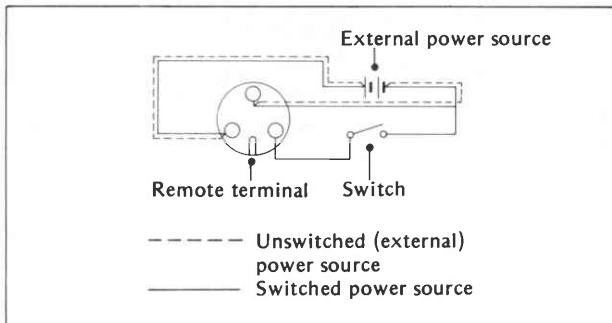 External power source
Remote terminal
Switch
Unswitched (external)
power source
Switched power source